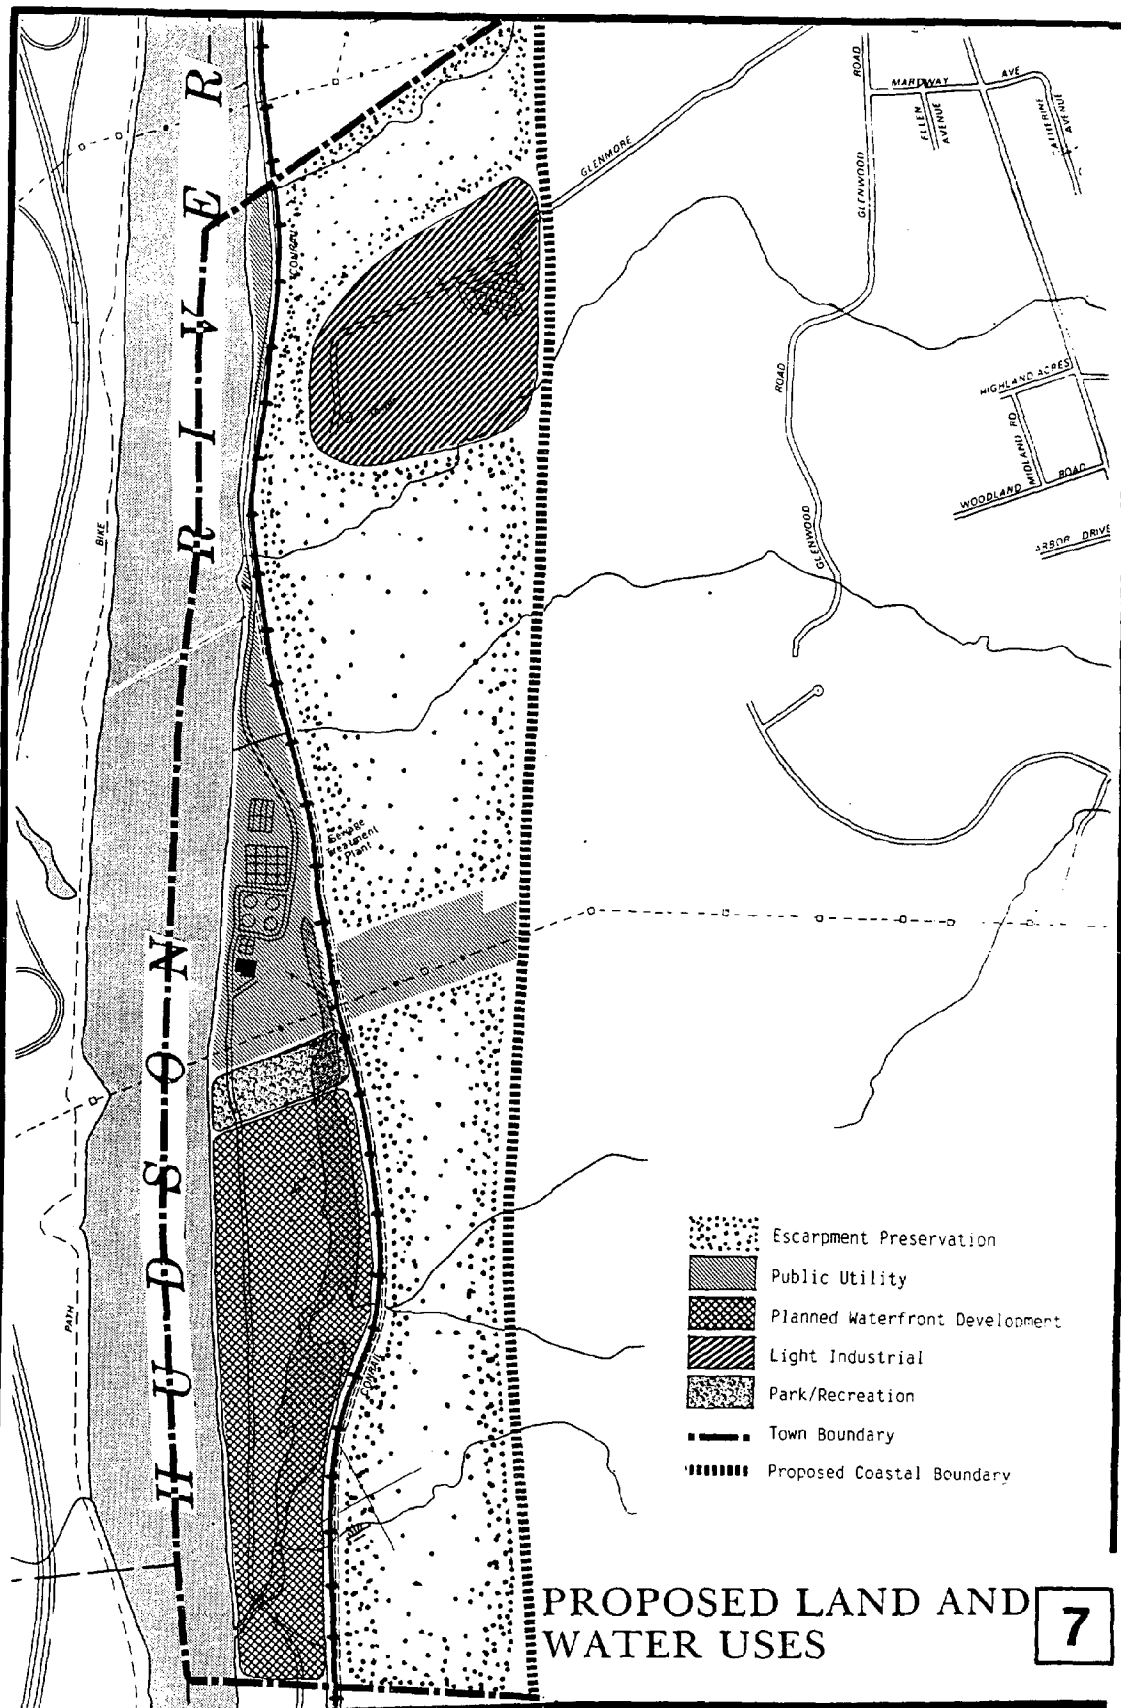 HUDSON RIVER
GLENMORE
ROAD
MARDWAY AVE
ELLEN
AVENUE
AVENUE
GLENWOOD
CONRAIL
ROAD
HIGHLAND ACRES
MIDLAND RD
WOODLAND ROAD
ARBOR DRIVE
GLENWOOD
BIKE
Sewage
Treatment
Plant
PATH
CONRAIL
Escarpment Preservation
Public Utility
Planned Waterfront Development
Light Industrial
Park/Recreation
Town Boundary
Proposed Coastal Boundary
PROPOSED LAND AND
WATER USES
7